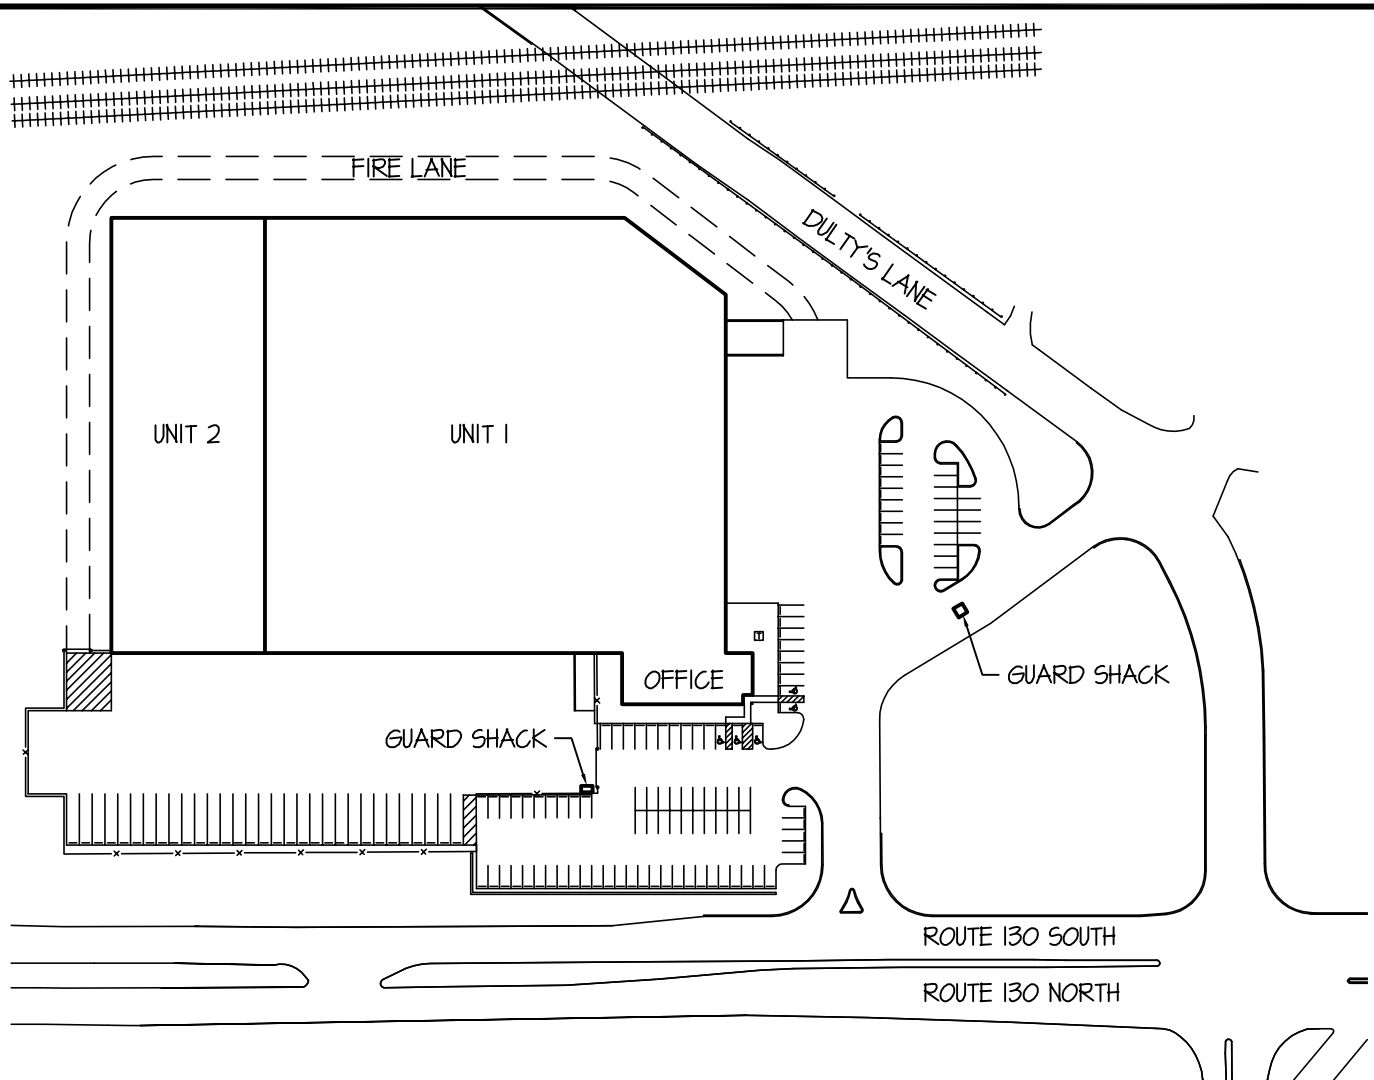 FIRE LANE
DULTY'S LANE
UNIT 2
UNIT 1
T
OFFICE
GUARD SHACK
GUARD SHACK
ROUTE 130 SOUTH
ROUTE 130 NORTH